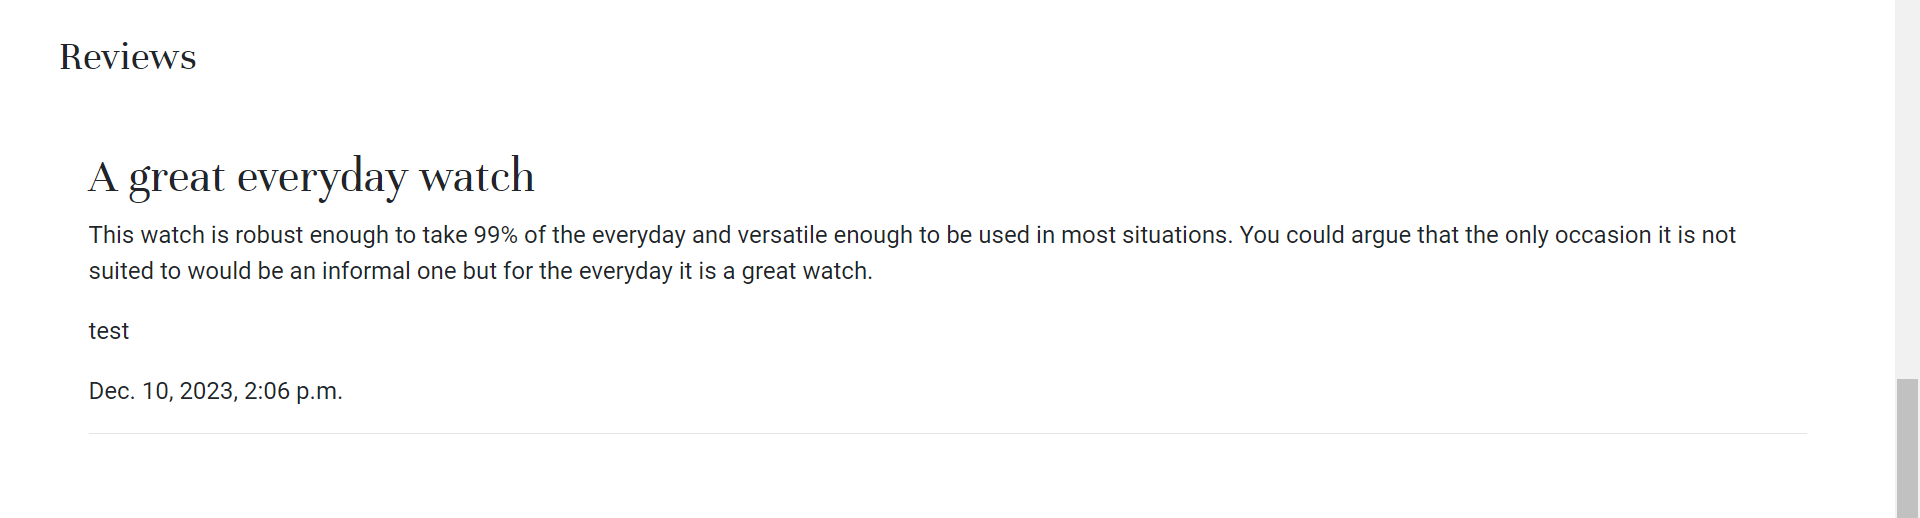 Reviews
A great everyday watch
This watch is robust enough to take 99% of the everyday and versatile enough to be used in most situations. You could argue that the only occasion it is not
suited to would be an informal one but for the everyday it is a great watch.
test
Dec. 10, 2023, 2:06 p.m.